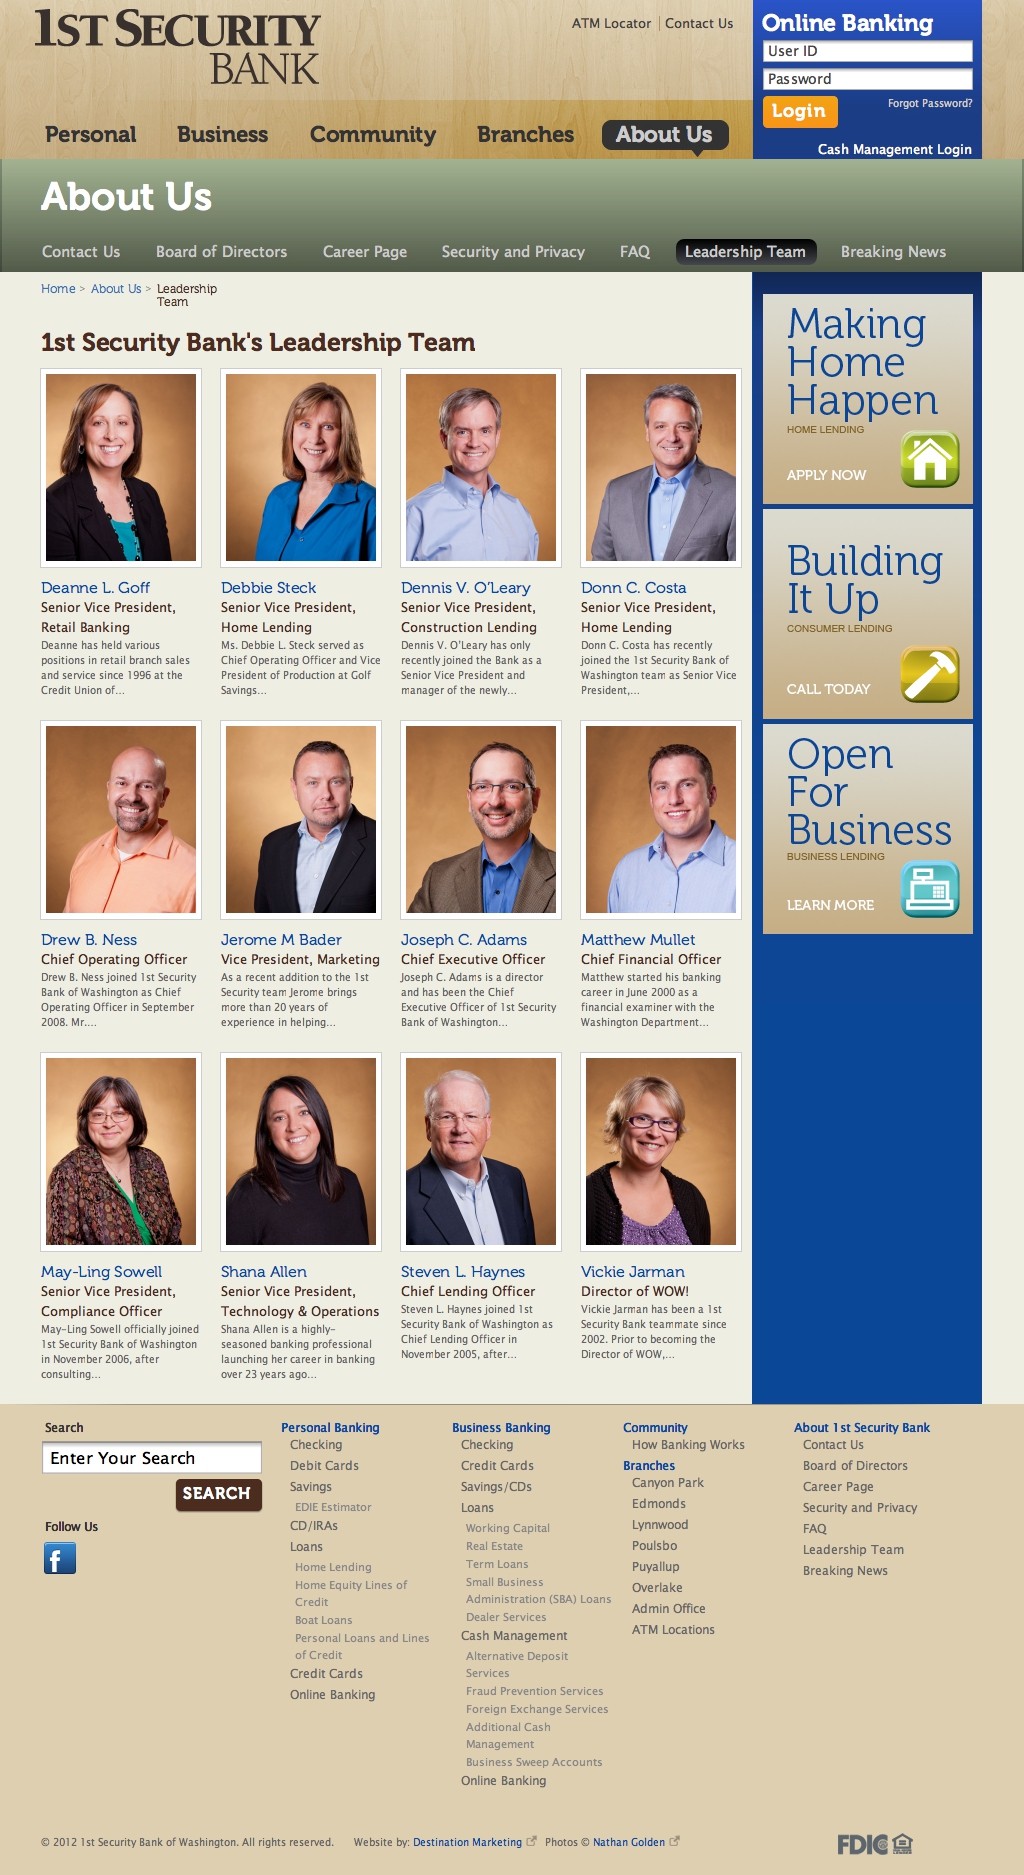 1ST SECURITY
BANK
ATM Locator
Contact Us
Online Banking
User ID
Password
Login
Forgot Password?
Cash Management Login
Personal
Business
Community
Branches
About Us
About Us
Contact Us
Board of Directors
Career Page
Security and Privacy
FAQ
Leadership Team
Breaking News
Home > About Us > Leadership
Team
1st Security Bank's Leadership Team
Deanne L. Goff
Senior Vice President,
Retail Banking
Deanne has held various
positions in retail branch sales
and service since 1996 at the
Credit Union of...
Debbie Steck
Senior Vice President,
Home Lending
Ms. Debbie L. Steck served as
Chief Operating Officer and Vice
President of Production at Golf
Savings...
Dennis V. O'Leary
Senior Vice President,
Construction Lending
Dennis V. O'Leary has only
recently joined the Bank as a
Senior Vice President and
manager of the newly...
Donn C. Costa
Senior Vice President,
Home Lending
Donn C. Costa has recently
joined the 1st Security Bank of
Washington team as Senior Vice
President,...
Drew B. Ness
Chief Operating Officer
Drew B. Ness joined 1st Security
Bank of Washington as Chief
Operating Officer in September
2008. Mr....
Jerome M Bader
Vice President, Marketing
As a recent addition to the 1st
Security team Jerome brings
more than 20 years of
experience in helping...
Joseph C. Adams
Chief Executive Officer
Joseph C. Adams is a director
and has been the Chief
Executive Officer of 1st Security
Bank of Washington...
Matthew Mullet
Chief Financial Officer
Matthew started his banking
career in June 2000 as a
financial examiner with the
Washington Department...
May-Ling Sowell
Senior Vice President,
Compliance Officer
May-Ling Sowell officially joined
1st Security Bank of Washington
in November 2006, after
consulting...
Shana Allen
Senior Vice President,
Technology & Operations
Shana Allen is a highly-
seasoned banking professional
launching her career in banking
over 23 years ago...
Steven L. Haynes
Chief Lending Officer
Steven L. Haynes joined 1st
Security Bank of Washington as
Chief Lending Officer in
November 2005, after...
Vickie Jarman
Director of WOW!
Vickie Jarman has been a 1st
Security Bank teammate since
2002. Prior to becoming the
Director of WOW,...
Making
Home
Happen
HOME LENDING
APPLY NOW
Building
It Up
CONSUMER LENDING
CALL TODAY
Open
For
Business
BUSINESS LENDING
LEARN MORE
Search
Enter Your Search
SEARCH
Follow Us
f
Personal Banking
Checking
Debit Cards
Savings
EDIE Estimator
CD/IRAs
Loans
Home Lending
Home Equity Lines of
Credit
Boat Loans
Personal Loans and Lines
of Credit
Credit Cards
Online Banking
Business Banking
Checking
Credit Cards
Savings/CDs
Loans
Working Capital
Real Estate
Term Loans
Small Business
Administration (SBA) Loans
Dealer Services
Cash Management
Alternative Deposit
Services
Fraud Prevention Services
Foreign Exchange Services
Additional Cash
Management
Business Sweep Accounts
Online Banking
Community
How Banking Works
Branches
Canyon Park
Edmonds
Lynnwood
Poulsbo
Puyallup
Overlake
Admin Office
ATM Locations
About 1st Security Bank
Contact Us
Board of Directors
Career Page
Security and Privacy
FAQ
Leadership Team
Breaking News
© 2012 1st Security Bank of Washington. All rights reserved.
Website by: Destination Marketing
Photos © Nathan Golden
FDIC